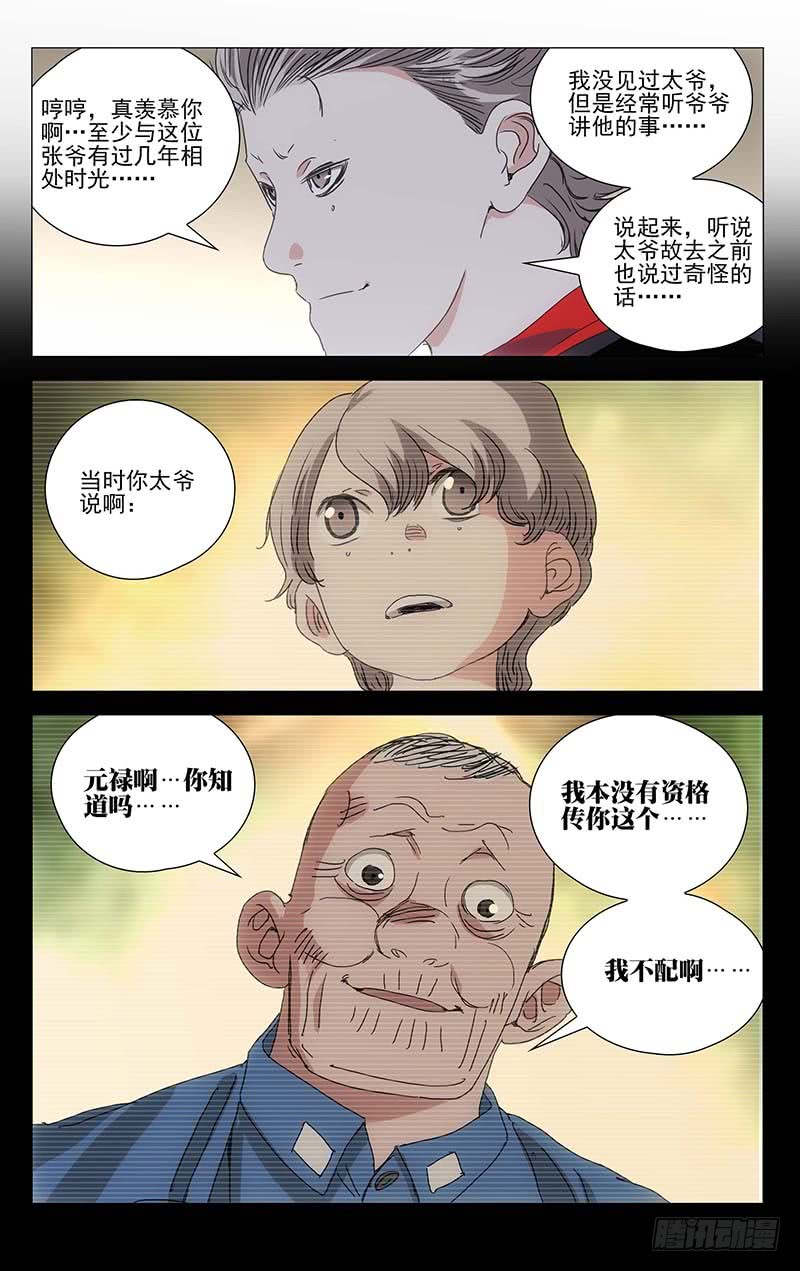 哼哼，真羡慕你
啊…至少与这位
张爷有过几年相
处时光……
我没见过太爷，
但是经常听爷爷
讲他的事……
说起来，听说
太爷故去之前
也说过奇怪的
话……
当时你太爷
说啊：
元禄啊…你知
道吗……
我本没有资格
传你这个……
我不配啊……
腾讯动漫